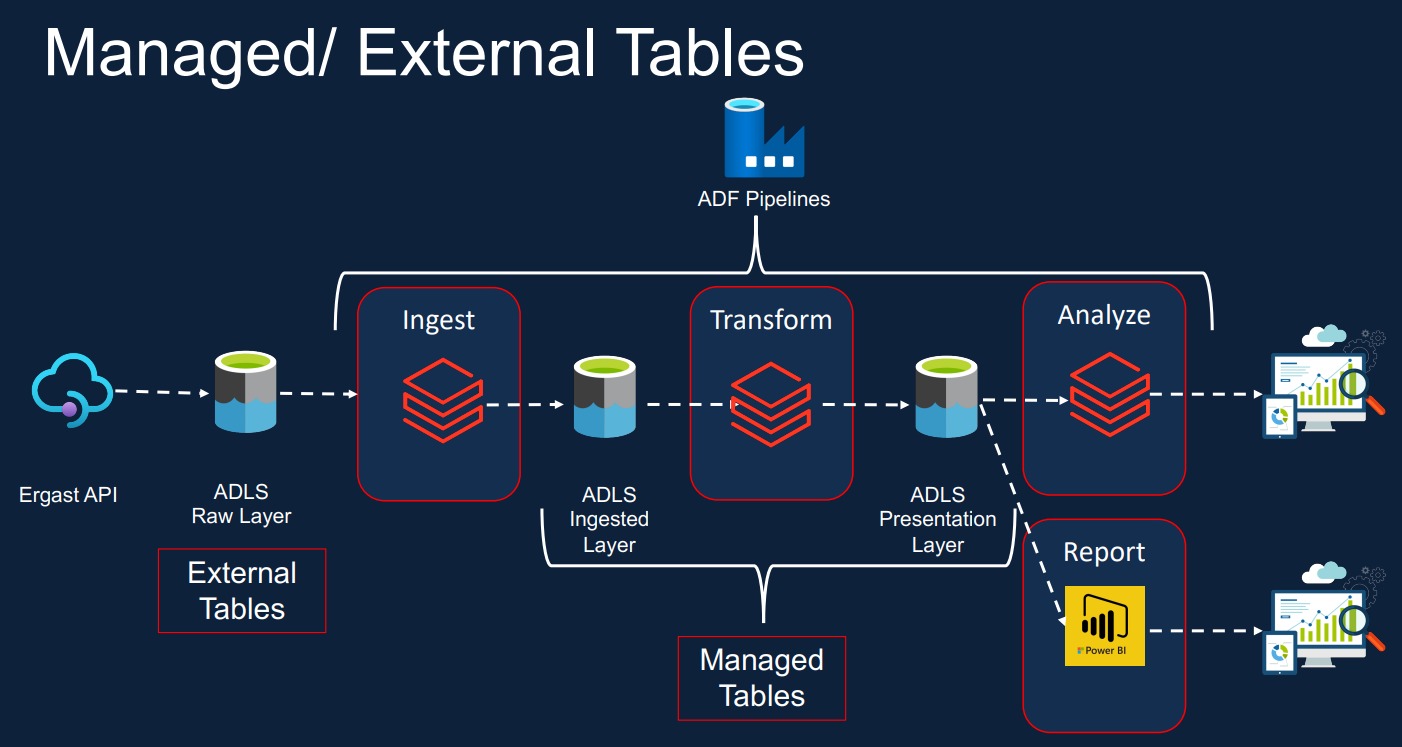 Managed/ External Tables
ADF Pipelines
Ingest
Transform
Analyze
Ergast API
ADLS
Raw Layer
ADLS
Ingested
Layer
ADLS
Presentation
Layer
External
Tables
Managed
Tables
Report
Power BI